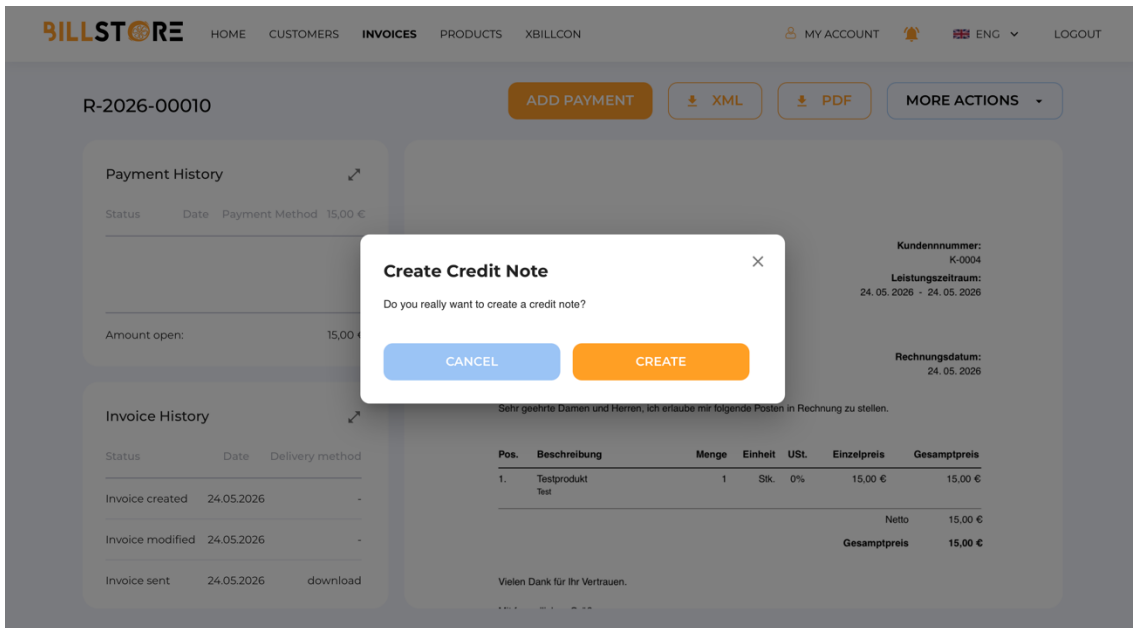 BILLSTORE HOME CUSTOMERS INVOICES PRODUCTS XBILLCON MY ACCOUNT ENG LOGOUT
R-2026-00010 ADD PAYMENT XML PDF MORE ACTIONS
Payment History
Status Date Payment Method 15,00 €
Amount open: 15,00 €
Kundennnummer:
K-0004
Leistungszeitraum:
24. 05. 2026 - 24. 05. 2026
Rechnungsdatum:
24. 05. 2026
Create Credit Note
Do you really want to create a credit note?
CANCEL CREATE
Invoice History
Status Date Delivery method
Invoice created 24.05.2026 -
Invoice modified 24.05.2026 -
Invoice sent 24.05.2026 download
Sehr geehrte Damen und Herren, ich erlaube mir folgende Posten in Rechnung zu stellen.
Pos. Beschreibung Menge Einheit USt. Einzelpreis Gesamtpreis
1. Testprodukt 1 Stk. 0% 15,00 € 15,00 €
Test
Netto 15,00 €
Gesamtpreis 15,00 €
Vielen Dank für Ihr Vertrauen.